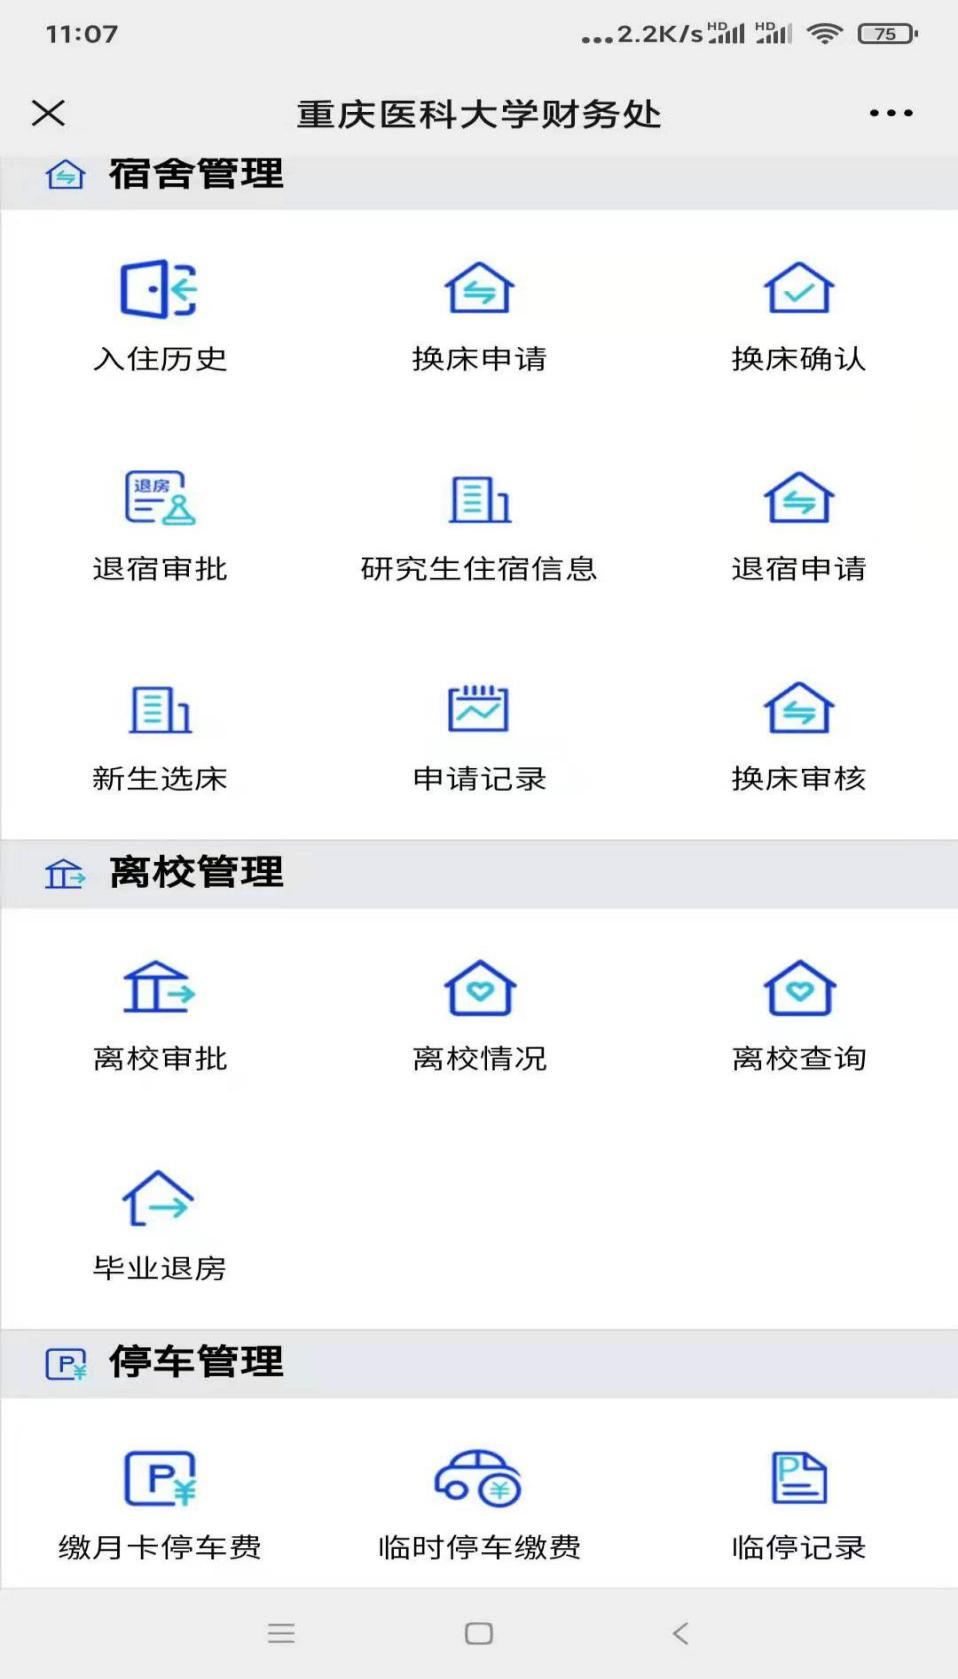 11:07
...2.2K/s HD HD 75
重庆医科大学财务处
宿舍管理
入住历史 换床申请 换床确认
退房
退宿审批 研究生住宿信息 退宿申请
新生选床 申请记录 换床审核
离校管理
离校审批 离校情况 离校查询
毕业退房
P¥ 停车管理
P¥ ¥ P
缴月卡停车费 临时停车缴费 临停记录